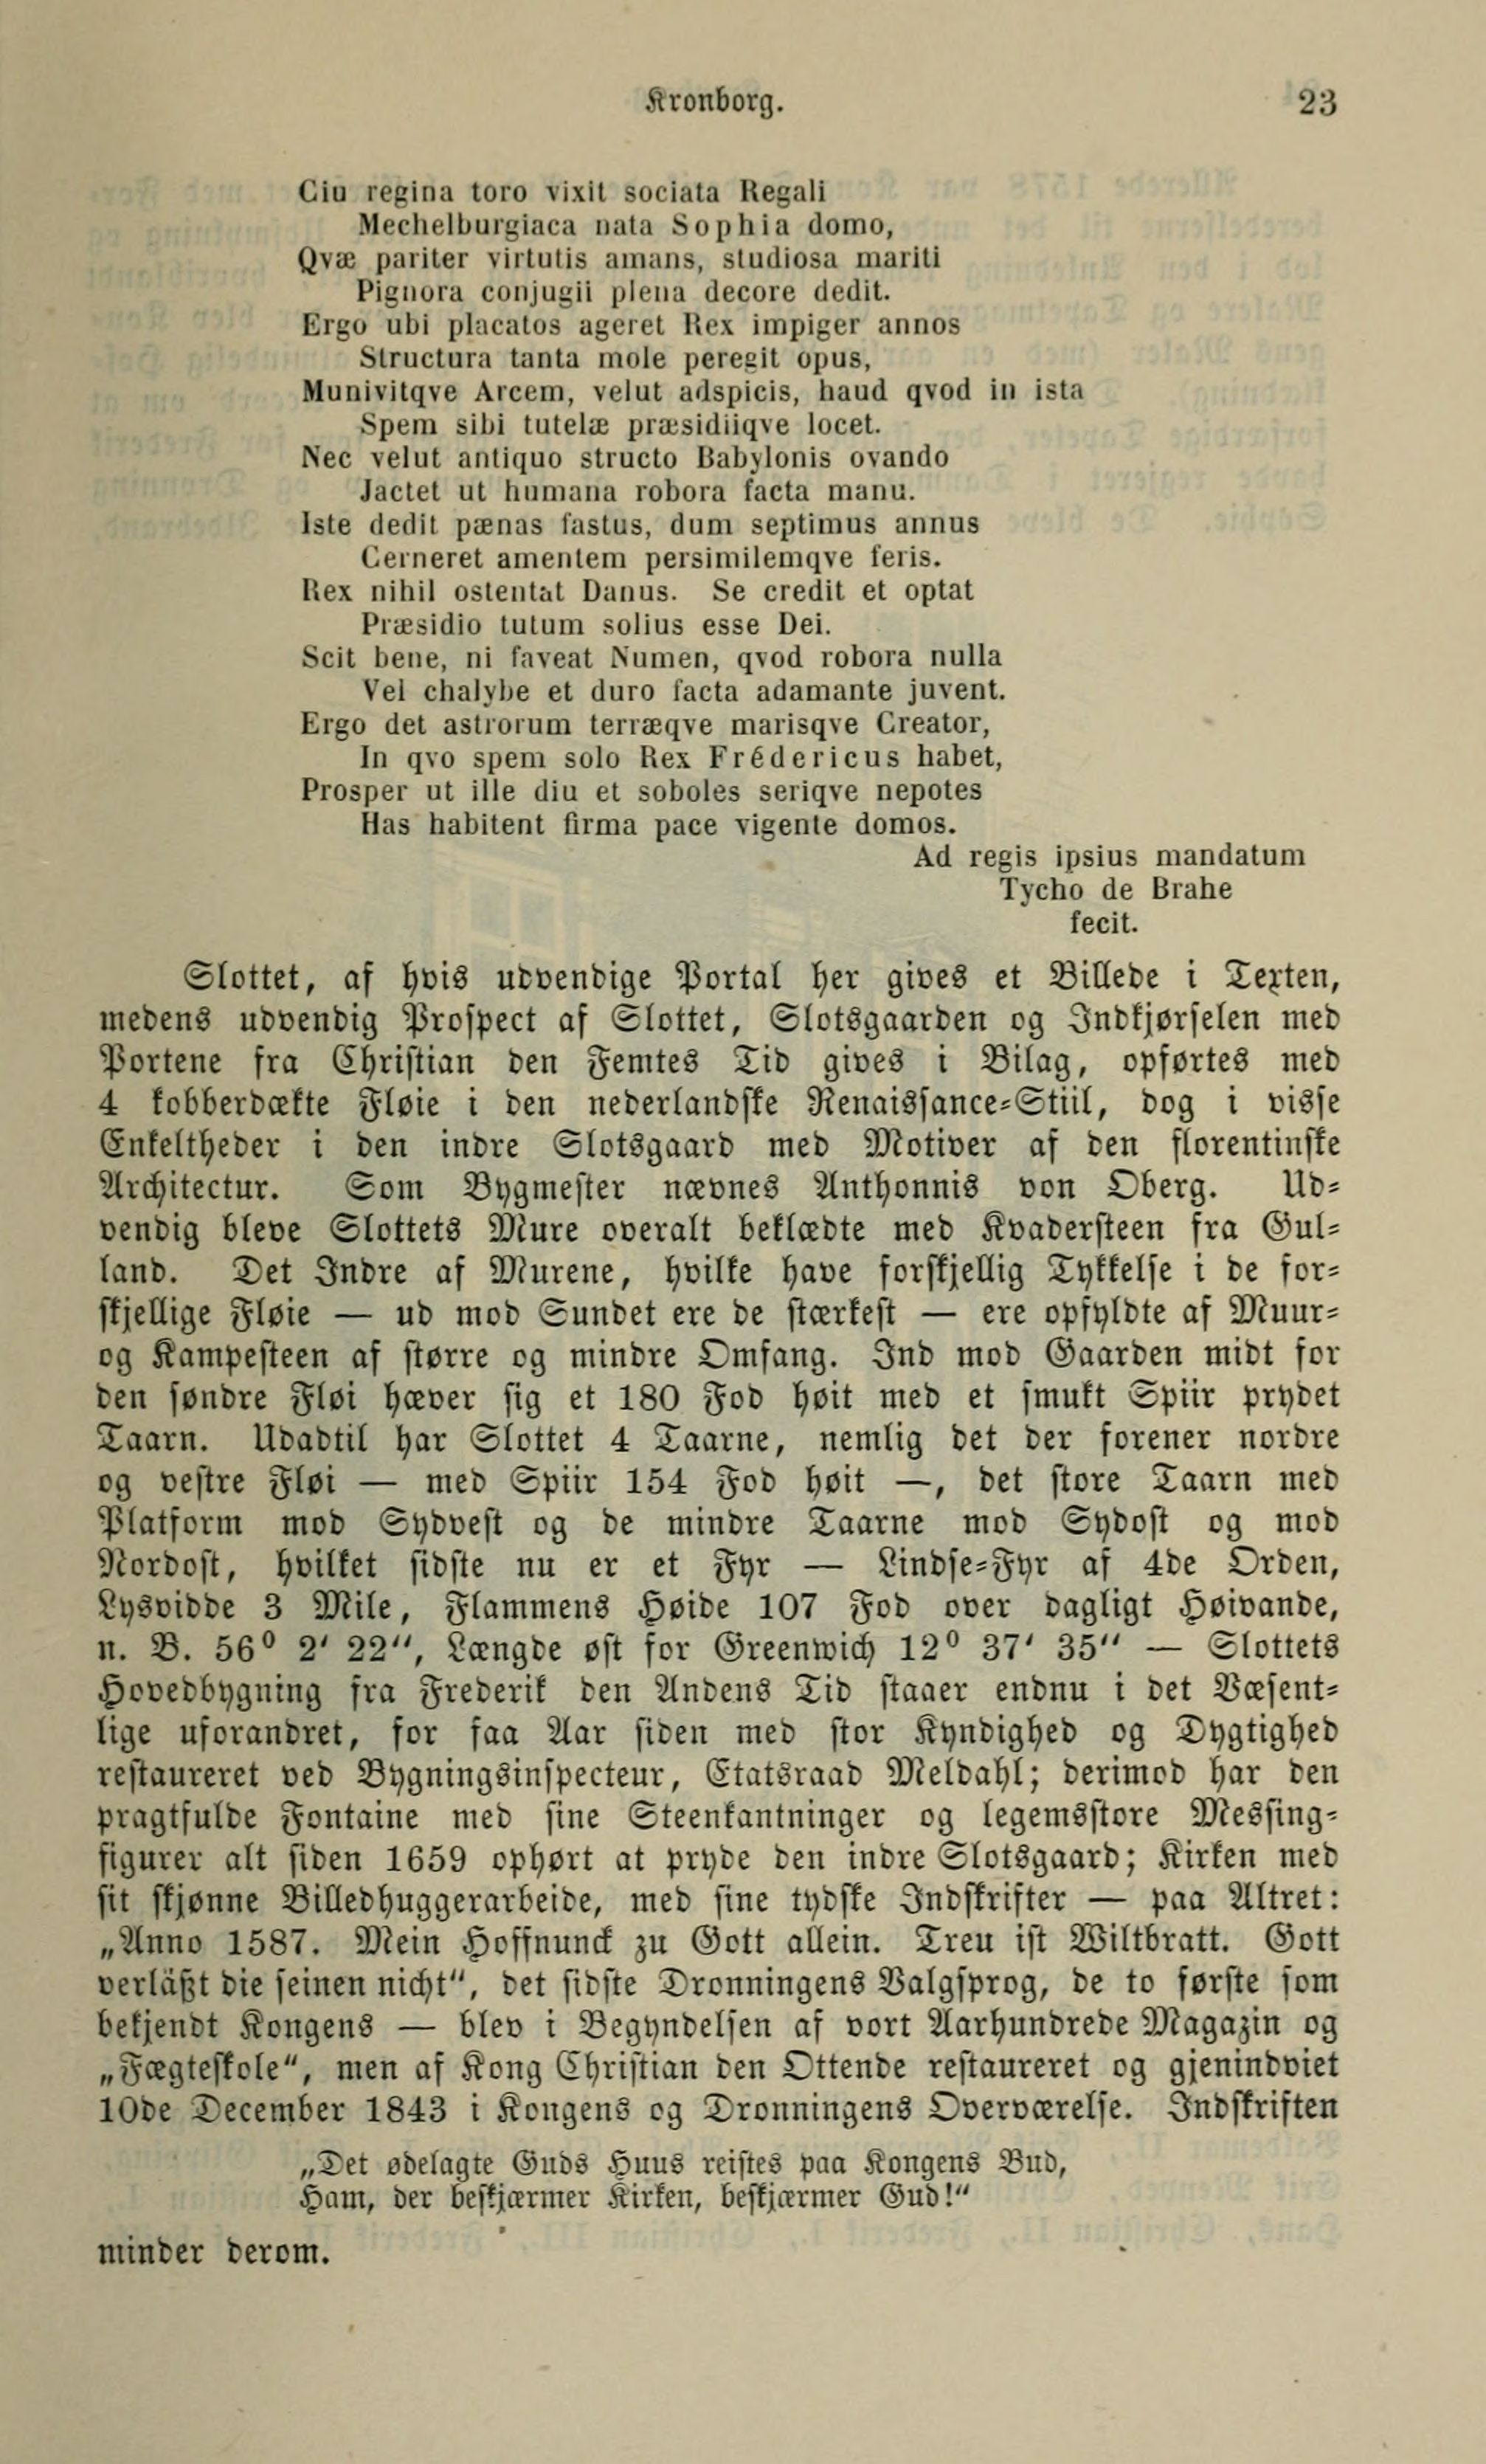 Kronborg. 23
Ciu regina toro vixit sociata Regali
Mechelburgiaca nata Sophia domo,
Qvæ pariter virtutis amans, studiosa mariti
Pignora conjugii plena decore dedit.
Ergo ubi placatos ageret Rex impiger annos
Structura tanta mole peregit opus,
Munivitqve Arcem, velut adspicis, haud qvod in ista
Spem sibi tutelæ præsidiiqve locet.
Nec velut antiquo structo Babylonis ovando
Jactet ut humana robora facta manu.
Iste dedit pænas fastus, dum septimus annus
Cerneret amentem persimilemqve feris.
Rex nihil ostentat Danus. Se credit et optat
Præsidio tutum solius esse Dei.
Scit bene, ni faveat Numen, qvod robora nulla
Vel chalybe et duro facta adamante juvent.
Ergo det astrorum terræqve marisqve Creator,
In qvo spem solo Rex Frédericus habet,
Prosper ut ille diu et soboles seriqve nepotes
Has habitent firma pace vigente domos.
Ad regis ipsius mandatum
Tycho de Brahe
fecit.
Slottet, af hvis udvendige Portal her gives et Billede i Texten,
medens udvendig Prospect af Slottet, Slotsgaarden og Indkjørselen med
Portene fra Christian den Femtes Tid gives i Bilag, opførtes med
4 kobberdækte Fløie i den nederlandske Renaissance-Stiil, dog i visse
Enkeltheder i den indre Slotsgaard med Motiver af den florentinske
Architectur. Som Bygmester nævnes Anthonnis von Oberg. Ud-
vendig bleve Slottets Mure overalt beklædte med Kvadersteen fra Gul-
land. Det Indre af Murene, hvilke have forskjellig Tykkelse i de for-
skjellige Fløie — ud mod Sundet ere de stærkest — ere opfyldte af Muur-
og Kampesteen af større og mindre Omfang. Ind mod Gaarden midt for
den søndre Fløi hæver sig et 180 Fod høit med et smukt Spiir prydet
Taarn. Udadtil har Slottet 4 Taarne, nemlig det der forener nordre
og vestre Fløi — med Spiir 154 Fod høit —, det store Taarn med
Platform mod Sydvest og de mindre Taarne mod Sydost og mod
Nordost, hvilket sidste nu er et Fyr — Lindse-Fyr af 4de Orden,
Lysvidde 3 Mile, Flammens Høide 107 Fod over dagligt Høivande,
n. B. 56° 2′ 22″, Længde øst for Greenwich 12° 37′ 35″ — Slottets
Hovedbygning fra Frederik den Andens Tid staaer endnu i det Væsent-
lige uforandret, for faa Aar siden med stor Kyndighed og Dygtighed
restaureret ved Bygningsinspecteur, Etatsraad Meldahl; derimod har den
pragtfulde Fontaine med sine Steenkantninger og legemsstore Messing-
figurer alt siden 1659 ophørt at pryde den indre Slotsgaard; Kirken med
sit skjønne Billedhuggerarbeide, med sine tydske Indskrifter — paa Altret:
„Anno 1587. Mein Hoffnunck zu Gott allein. Treu ist Wiltbratt. Gott
verläßt die seinen nicht", det sidste Dronningens Valgsprog, de to første som
bekjendt Kongens — blev i Begyndelsen af vort Aarhundrede Magazin og
„Fægteskole", men af Kong Christian den Ottende restaureret og gjenindviet
10de December 1843 i Kongens og Dronningens Overværelse. Indskriften
„Det ødelagte Guds Huus reistes paa Kongens Bud,
Ham, der beskjærmer Kirken, beskjærmer Gud!"
minder derom.